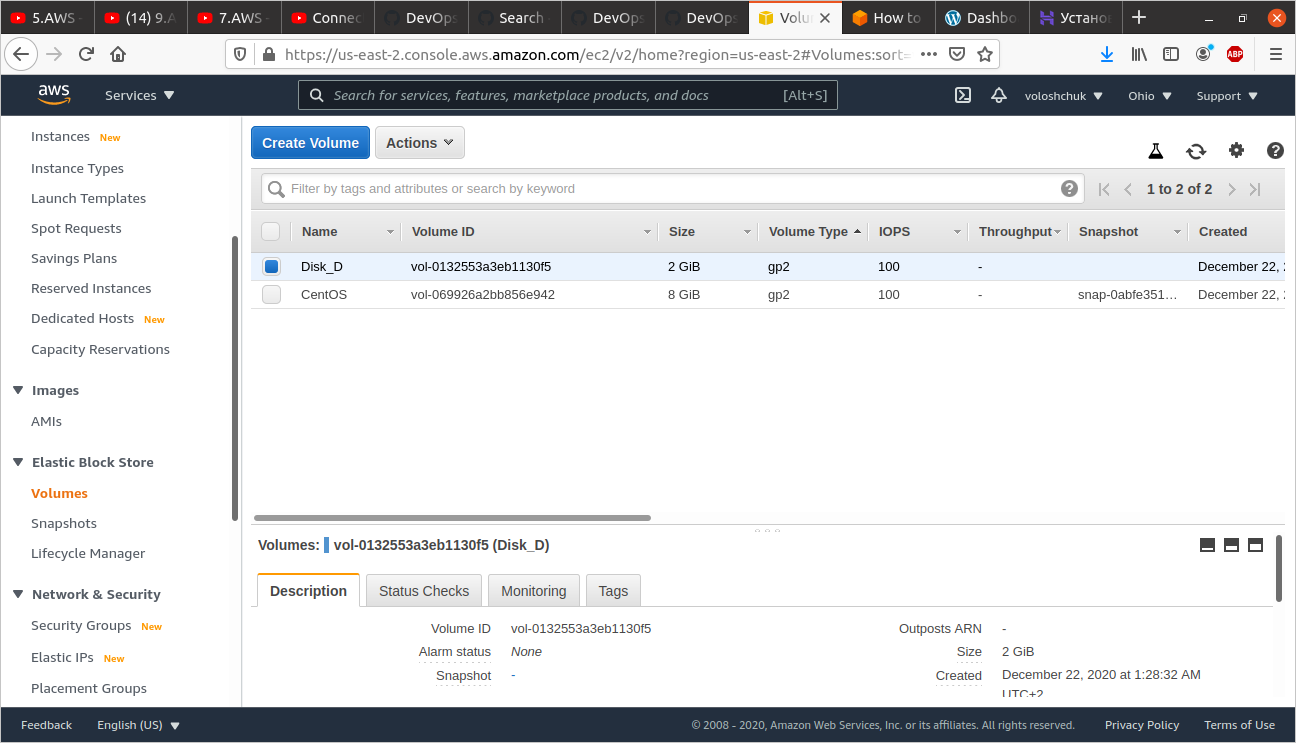 5.AWS - (14) 9.A 7.AWS - Connec DevOps Search DevOps DevOps Volu How to Dashbo Устано
https://us-east-2.console.aws.amazon.com/ec2/v2/home?region=us-east-2#Volumes:sort= ABP
aws Services Search for services, features, marketplace products, and docs [Alt+S] voloshchuk Ohio Support
Instances New
Instance Types
Launch Templates
Spot Requests
Savings Plans
Reserved Instances
Dedicated Hosts New
Capacity Reservations
Images
AMIs
Elastic Block Store
Volumes
Snapshots
Lifecycle Manager
Network & Security
Security Groups New
Elastic IPs New
Placement Groups
Create Volume Actions
Filter by tags and attributes or search by keyword 1 to 2 of 2
Name Volume ID Size Volume Type IOPS Throughput Snapshot Created
Disk_D vol-0132553a3eb1130f5 2 GiB gp2 100 - December 22,
CentOS vol-069926a2bb856e942 8 GiB gp2 100 - snap-0abfe351... December 22,
Volumes: vol-0132553a3eb1130f5 (Disk_D)
Description Status Checks Monitoring Tags
Volume ID vol-0132553a3eb1130f5 Outposts ARN -
Alarm status None Size 2 GiB
Snapshot - Created December 22, 2020 at 1:28:32 AM
UTC+2
Feedback English (US) © 2008 - 2020, Amazon Web Services, Inc. or its affiliates. All rights reserved. Privacy Policy Terms of Use